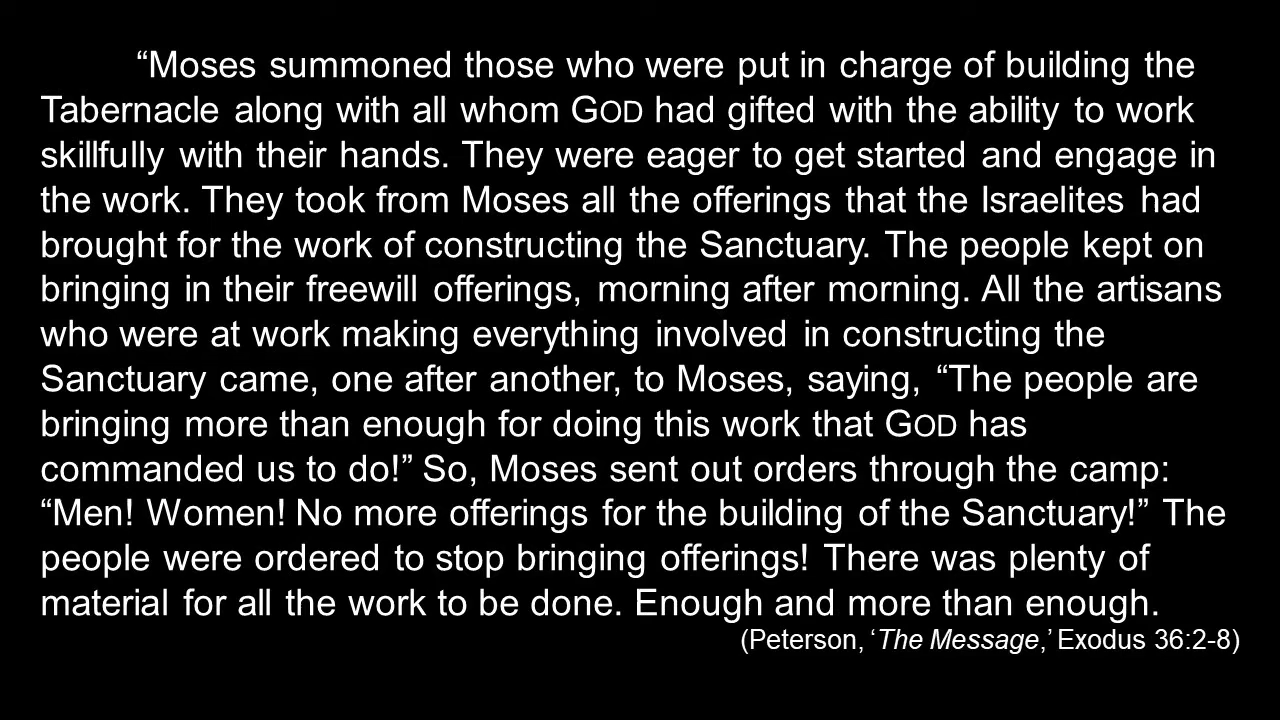 “Moses summoned those who were put in charge of building the
Tabernacle along with all whom GOD had gifted with the ability to work
skillfully with their hands. They were eager to get started and engage in
the work. They took from Moses all the offerings that the Israelites had
brought for the work of constructing the Sanctuary. The people kept on
bringing in their freewill offerings, morning after morning. All the artisans
who were at work making everything involved in constructing the
Sanctuary came, one after another, to Moses, saying, “The people are
bringing more than enough for doing this work that GOD has
commanded us to do!” So, Moses sent out orders through the camp:
“Men! Women! No more offerings for the building of the Sanctuary!” The
people were ordered to stop bringing offerings! There was plenty of
material for all the work to be done. Enough and more than enough.
(Peterson, ‘The Message,’ Exodus 36:2-8)